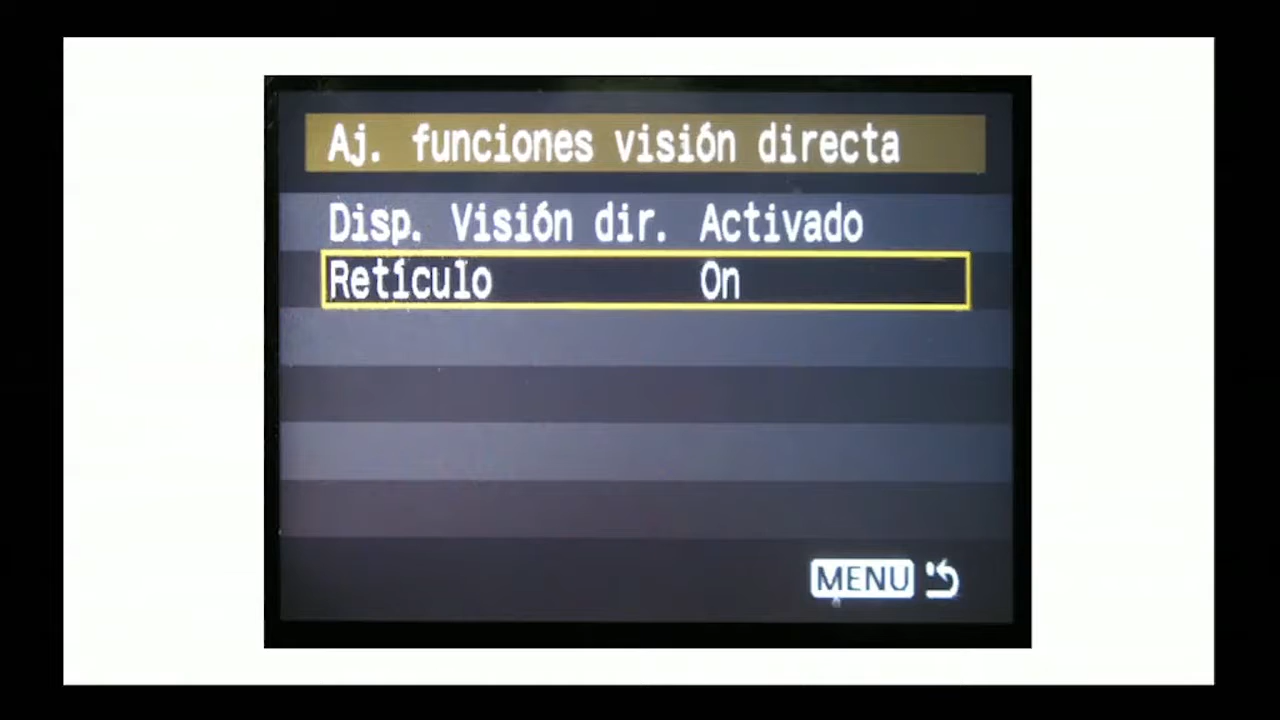 Aj. funciones visión directa
Disp. Visión dir. Activado
Retículo On
MENU